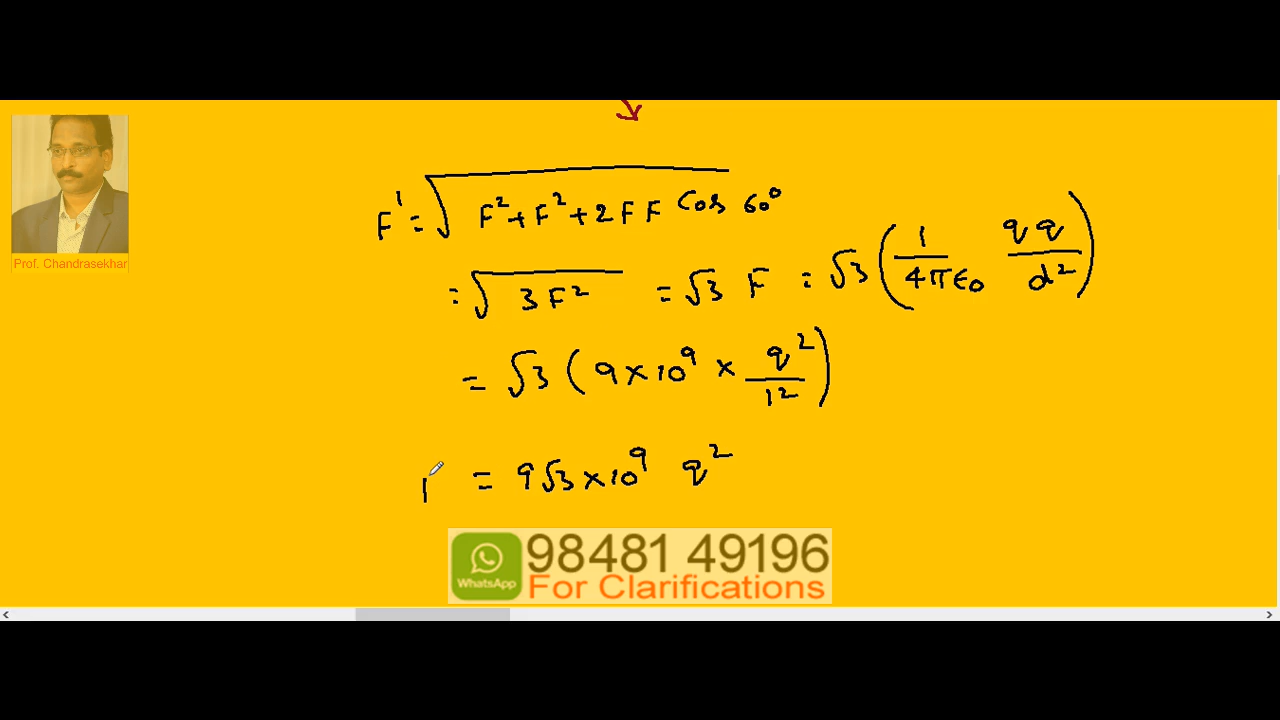 Prof. Chandrasekhar
F' = √(F² + F² + 2FF Cos 60°)
= √(3F²) = √3 F = √3 (1/4πε₀ qq/d²)
= √3 (9×10⁹ × q²/1²)
= 9√3×10⁹ q²
WhatsApp
98481 49196
For Clarifications